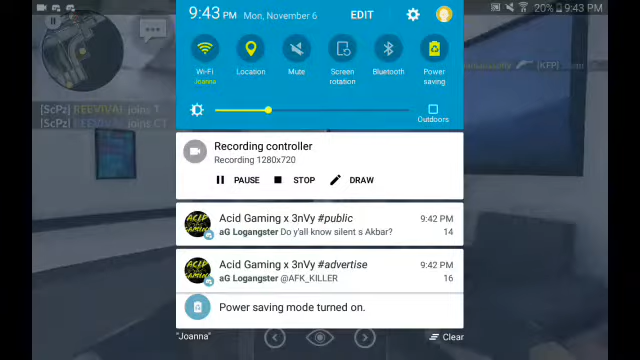 9:43 PM Mon, November 6 EDIT
20% 9:43 PM
Wi-Fi
Joanna
Location
Mute
Screen
rotation
Bluetooth
Power
saving
Outdoors
[ScPz] REEVIVAL joins T
[ScPz] REEVIVAL joins CT
[KFP]
Recording controller
Recording 1280x720
PAUSE STOP DRAW
Acid Gaming x 3nVy #public 9:42 PM
aG Logangster Do y'all know silent s Akbar? 14
Acid Gaming x 3nVy #advertise 9:42 PM
aG Logangster @AFK_KILLER 16
Power saving mode turned on.
"Joanna" Clear